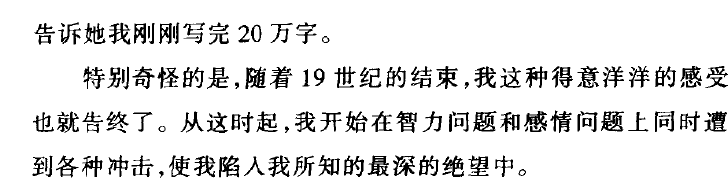 告诉她我刚刚写完 20 万字。
特别奇怪的是,随着 19 世纪的结束,我这种得意洋洋的感受
也就告终了。从这时起,我开始在智力问题和感情问题上同时遭
到各种冲击,使我陷入我所知的最深的绝望中。